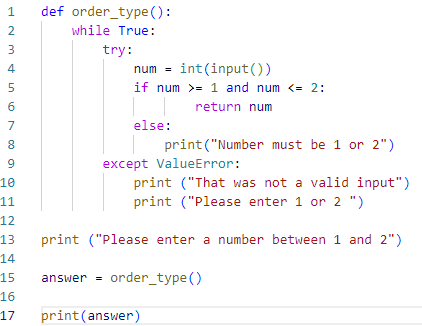 1 def order_type():
2     while True:
3         try:
4             num = int(input())
5             if num >= 1 and num <= 2:
6                     return num
7             else:
8                 print("Number must be 1 or 2")
9         except ValueError:
10             print ("That was not a valid input")
11             print ("Please enter 1 or 2 ")
12
13 print ("Please enter a number between 1 and 2")
14
15 answer = order_type()
16
17 print(answer)